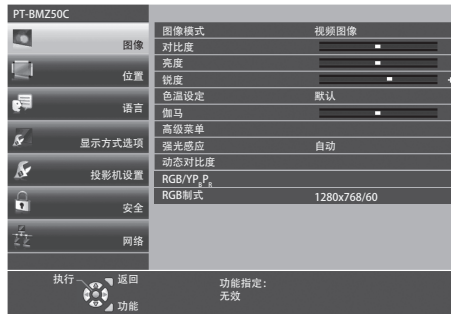 PT-BMZ50C
图像
位置
语言
显示方式选项
投影机设置
安全
网络
图像模式 视频图像
对比度
亮度
锐度 +
色温设定 默认
伽马
高级菜单
强光感应 自动
动态对比度
RGB/YPBPR
RGB制式 1280x768/60
执行 返回
功能
功能指定:
无效